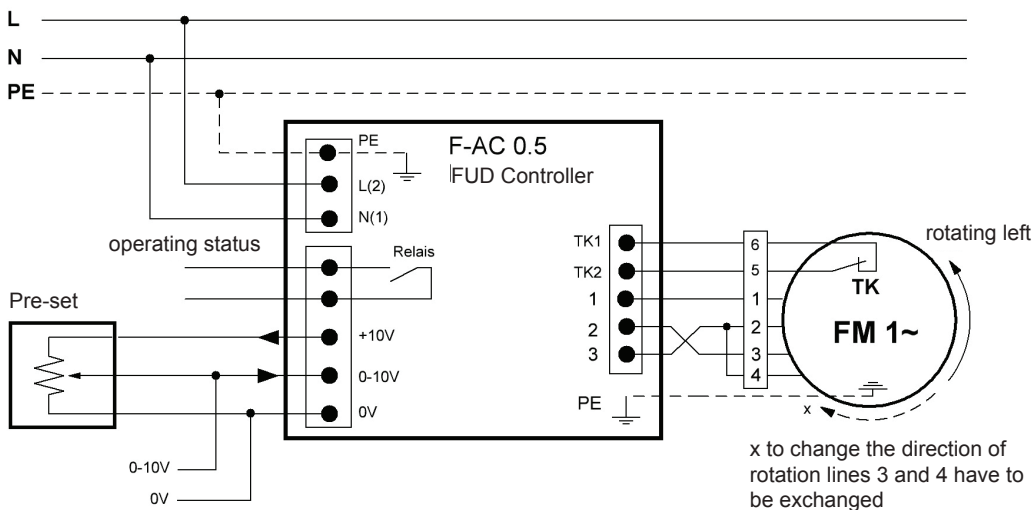 L
N
PE
PE
L(2)
N(1)
F-AC 0.5
FUD Controller
operating status
Relais
Pre-set
+10V
0-10V
0V
0-10V
0V
TK1
TK2
1
2
3
PE
6
5
1
2
3
4
TK
FM 1~
rotating left
x
x to change the direction of
rotation lines 3 and 4 have to
be exchanged